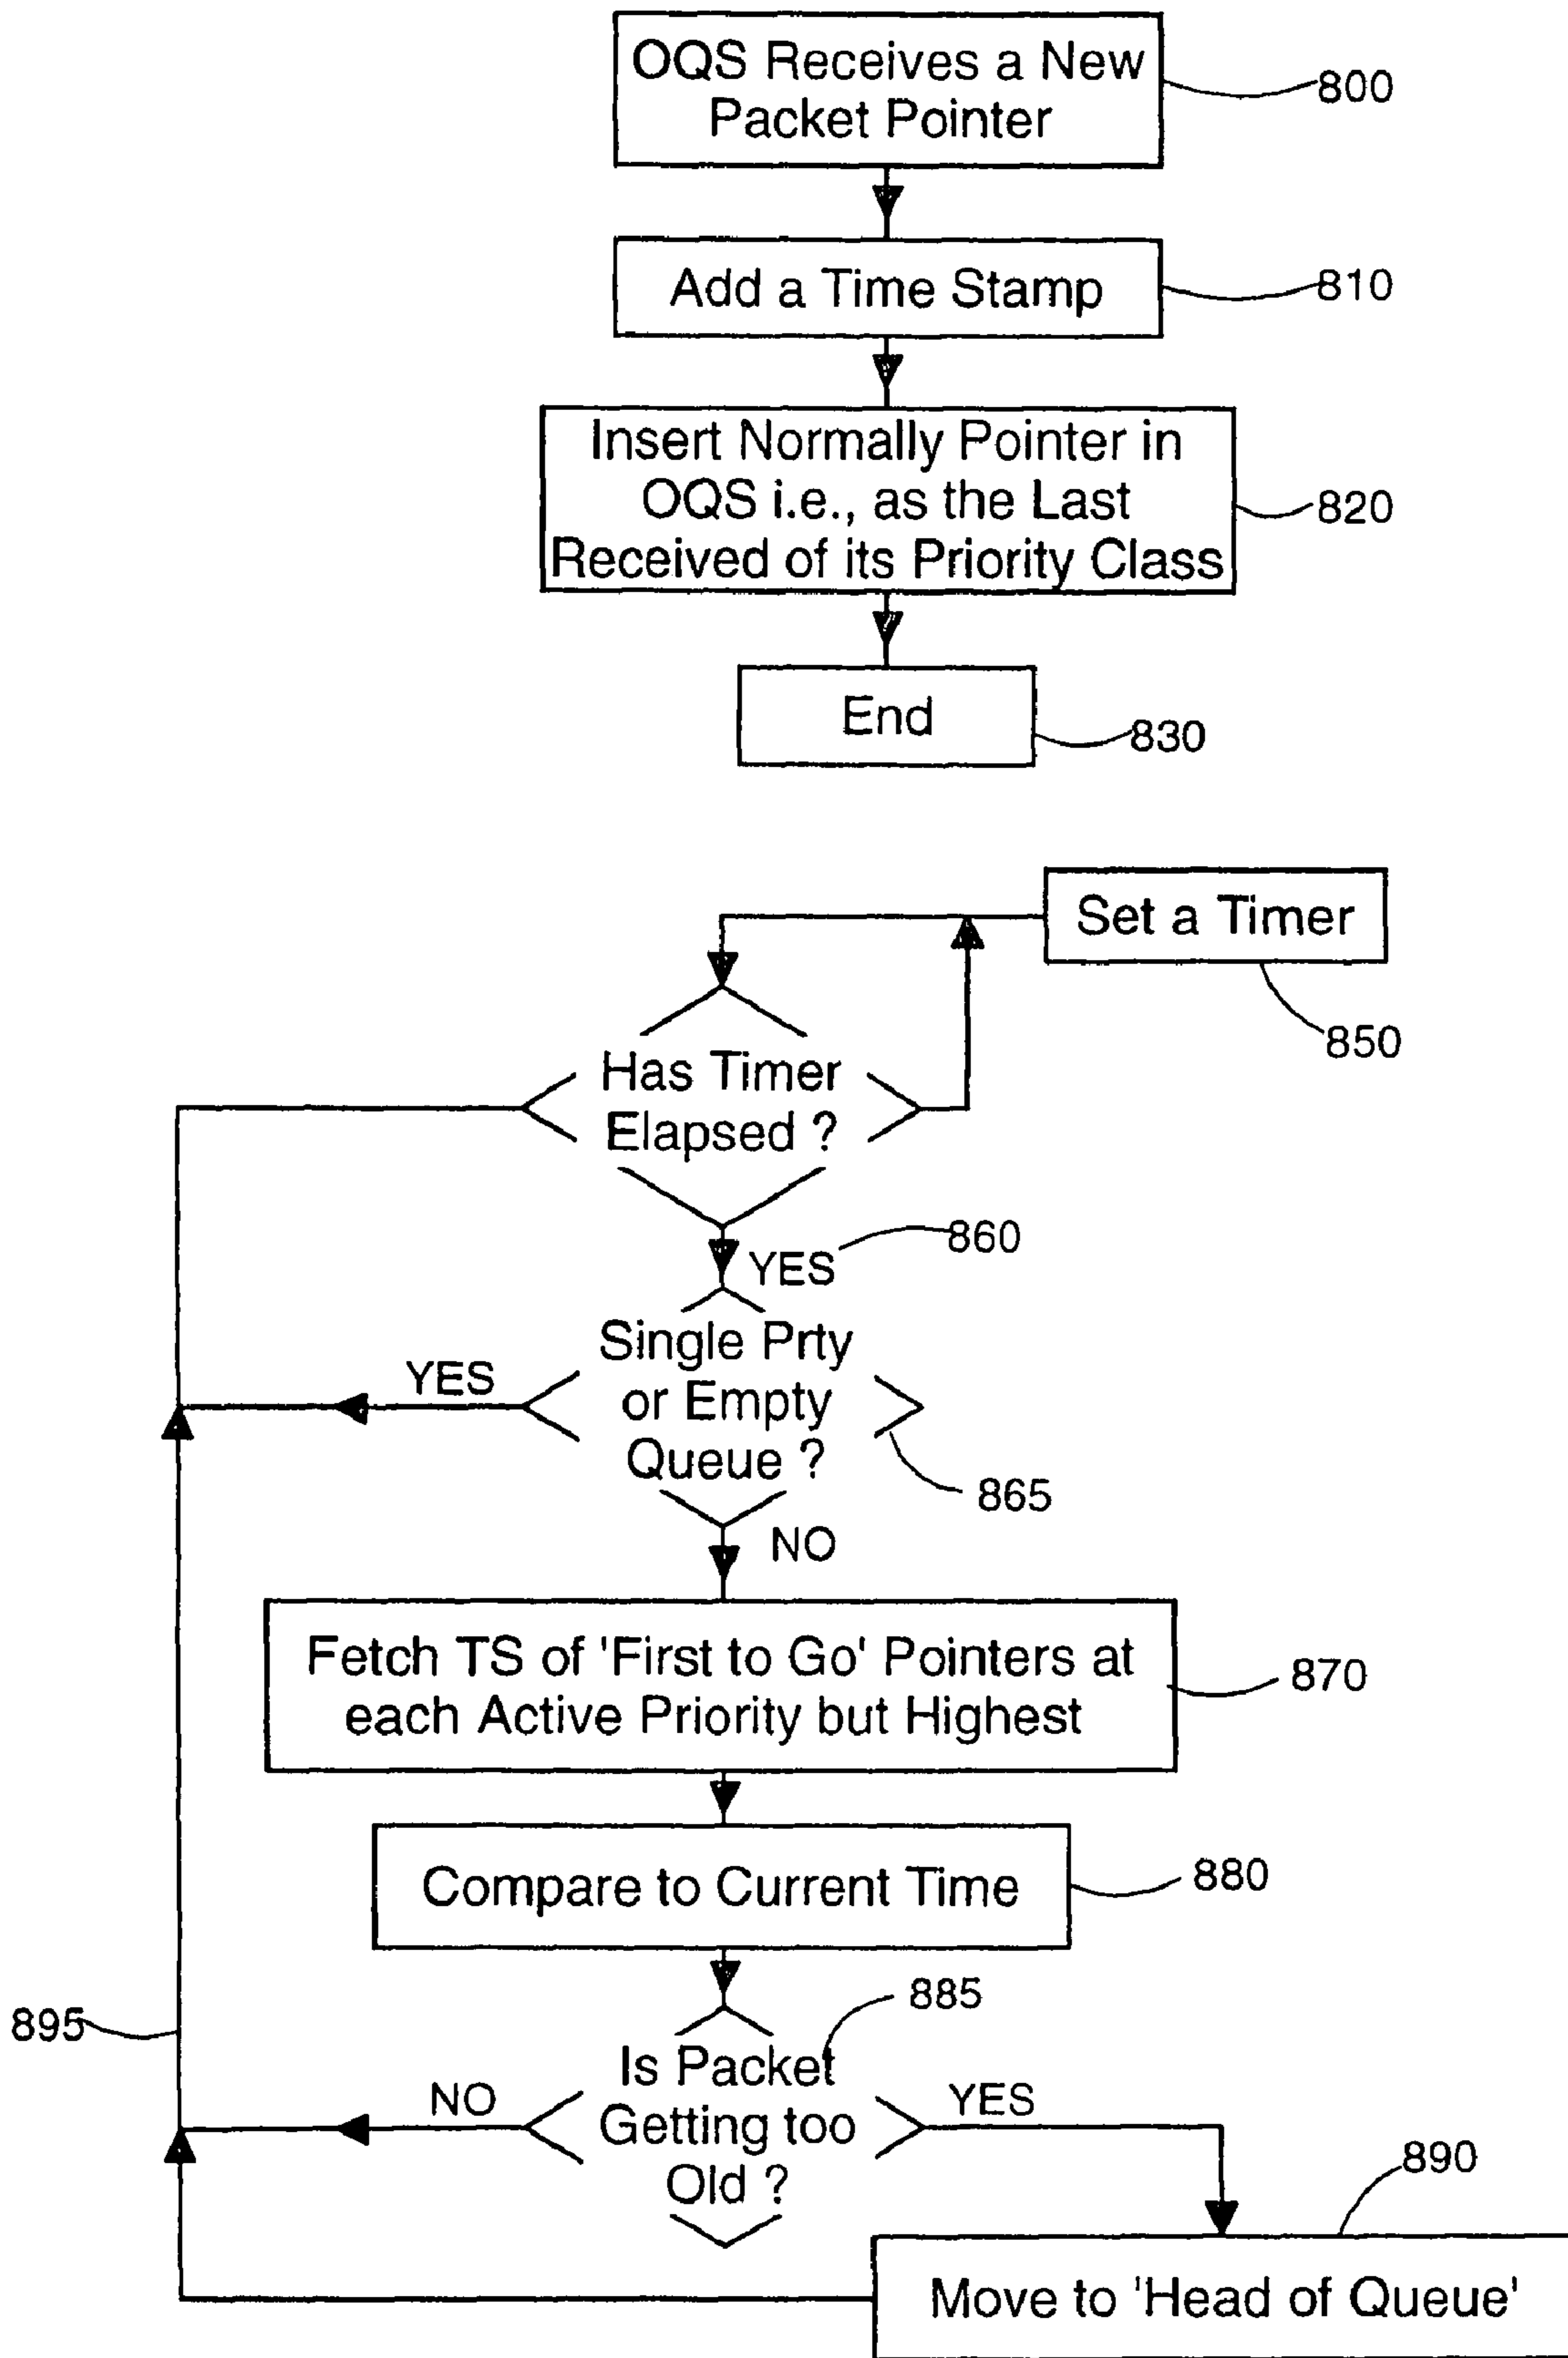 OQS Receives a New
Packet Pointer
800
Add a Time Stamp
810
Insert Normally Pointer in
OQS i.e., as the Last
Received of its Priority Class
820
End
830
Set a Timer
850
Has Timer
Elapsed ?
860
YES
Single Prty
or Empty
Queue ?
YES
865
NO
Fetch TS of 'First to Go' Pointers at
each Active Priority but Highest
870
Compare to Current Time
880
885
895
Is Packet
Getting too
Old ?
NO
YES
890
Move to 'Head of Queue'